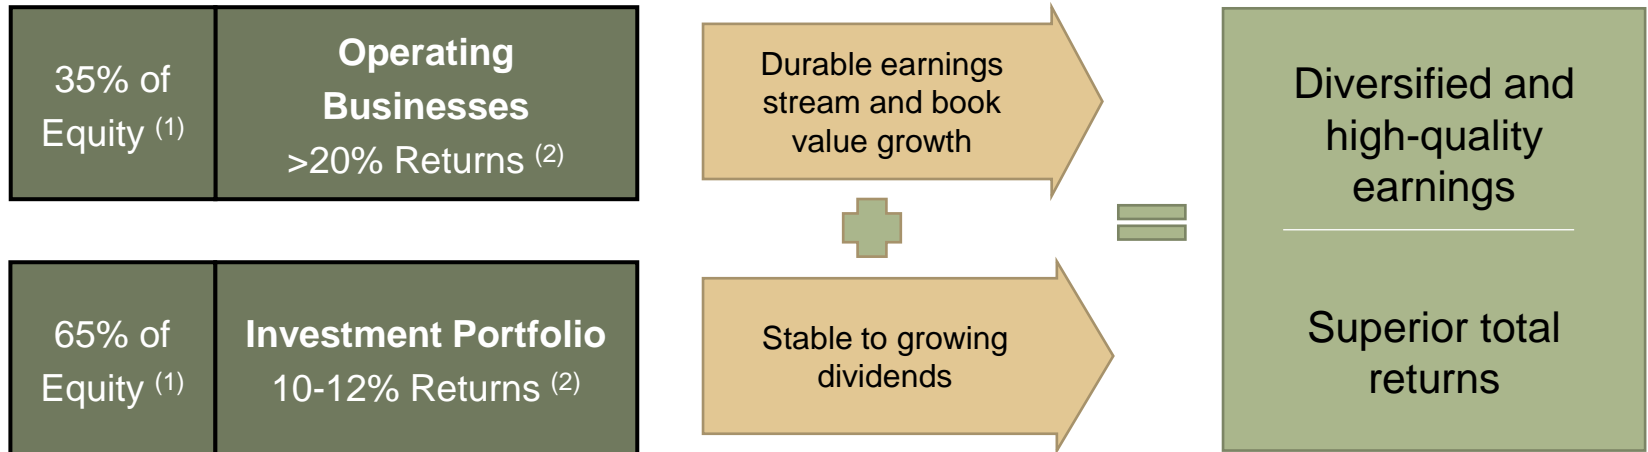 35% of
Equity (1)
Operating
Businesses
>20% Returns (2)
Durable earnings
stream and book
value growth
65% of
Equity (1)
Investment Portfolio
10-12% Returns (2)
Stable to growing
dividends
Diversified and
high-quality
earnings
Superior total
returns